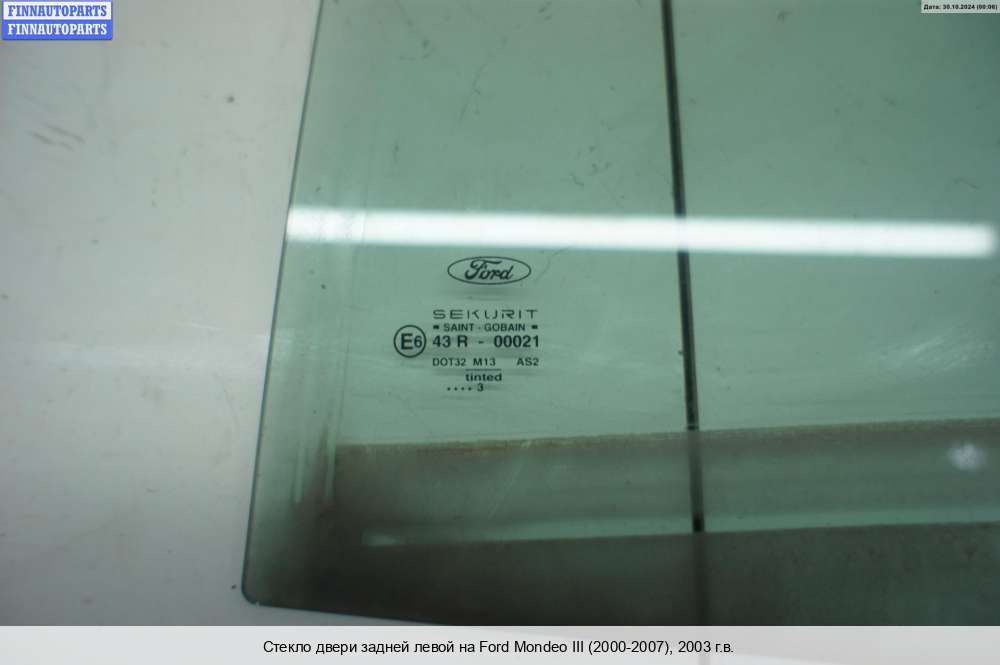 FINNAUTOPARTS
FINNAUTOPARTS
Дата: 30.10.2024 (00:06)
Ford
SEKURIT
SAINT - GOBAIN
E6 43 R - 00021
DOT32 M13 AS2
tinted
.... 3
Стекло двери задней левой на Ford Mondeo III (2000-2007), 2003 г.в.